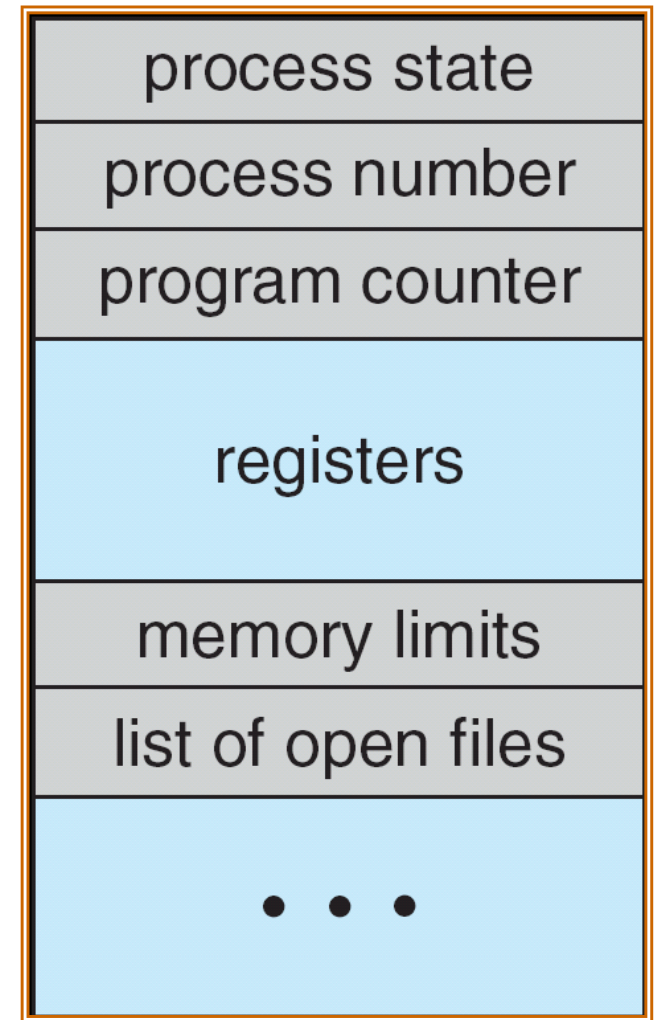 process state
process number
program counter
registers
memory limits
list of open files
• • •